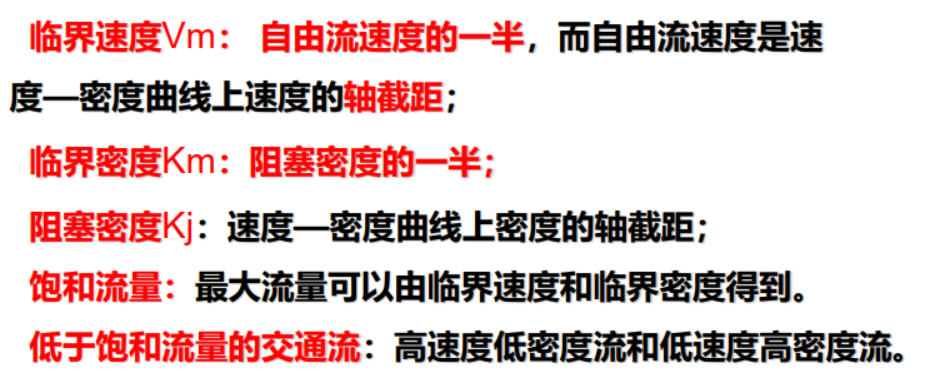 临界速度Vm： 自由流速度的一半，而自由流速度是速
度—密度曲线上速度的轴截距；
临界密度Km：阻塞密度的一半；
阻塞密度Kj：速度—密度曲线上密度的轴截距；
饱和流量：最大流量可以由临界速度和临界密度得到。
低于饱和流量的交通流：高速度低密度流和低速度高密度流。